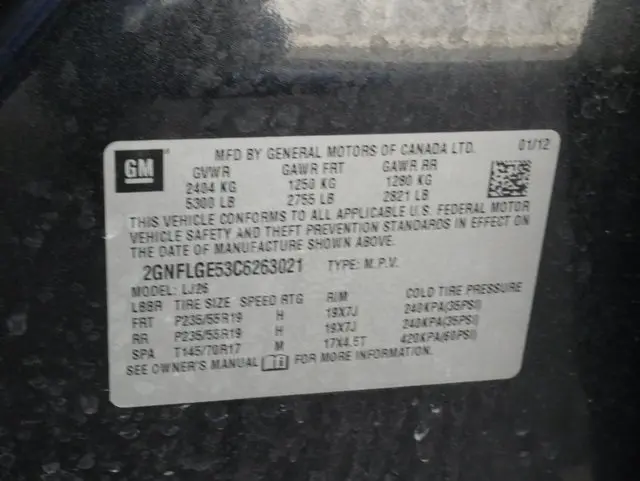 GM
MFD BY GENERAL MOTORS OF CANADA LTD. 01/12
GVWR GAWR FRT GAWR RR
2404 KG 1250 KG 1280 KG
5300 LB 2755 LB 2821 LB
THIS VEHICLE CONFORMS TO ALL APPLICABLE U.S. FEDERAL MOTOR
VEHICLE SAFETY AND THEFT PREVENTION STANDARDS IN EFFECT ON
THE DATE OF MANUFACTURE SHOWN ABOVE.
2GNFLGE53C6263021 TYPE: M.P.V.
MODEL: LJ26
TIRE SIZE SPEED RTG RIM COLD TIRE PRESSURE
FRT P235/55R19 H 19X7J 240KPA(35PSI)
RR P235/55R19 H 19X7J 240KPA(35PSI)
SPA T145/70R17 M 17X4.5T 420KPA(60PSI)
SEE OWNER'S MANUAL FOR MORE INFORMATION.